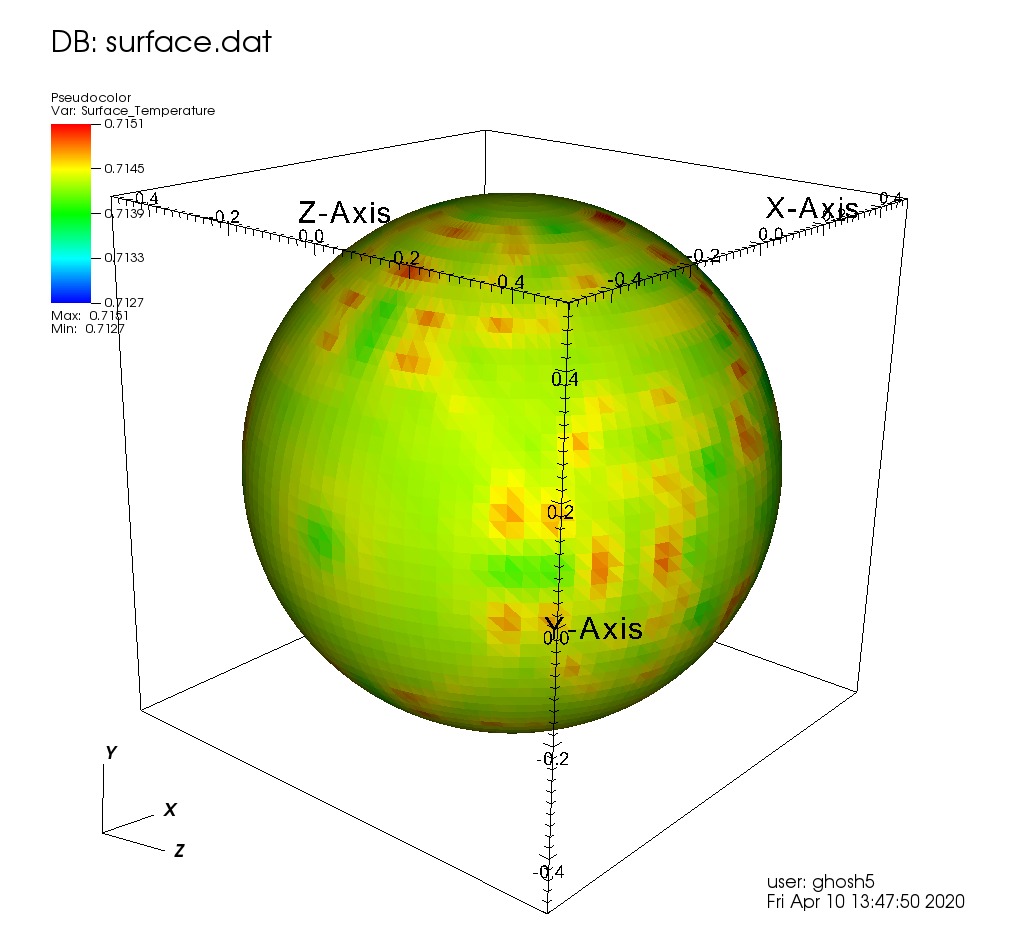 DB: surface.dat
Pseudocolor
Var: Surface_Temperature
0.7151
0.7145
0.7139
0.7133
0.7127
Max: 0.7151
Min: 0.7127
-0.4
-0.2
0.0
0.2
0.4
Z-Axis
X-Axis
-0.4
-0.2
0.0
0.2
0.4
0.4
0.2
Y-Axis
0.0
-0.2
-0.4
Y
X
Z
user: ghosh5
Fri Apr 10 13:47:50 2020